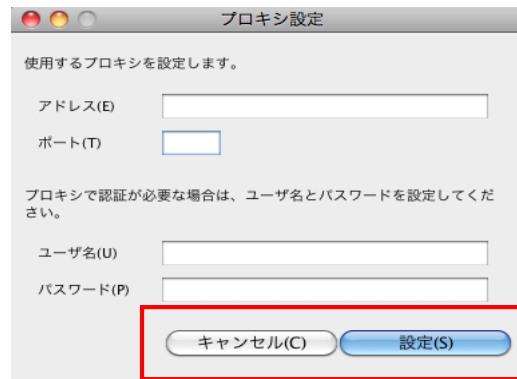 プロキシ設定
使用するプロキシを設定します。
アドレス(E)
ポート(T)
プロキシで認証が必要な場合は、ユーザ名とパスワードを設定してくだ
さい。
ユーザ名(U)
パスワード(P)
キャンセル(C) 設定(S)